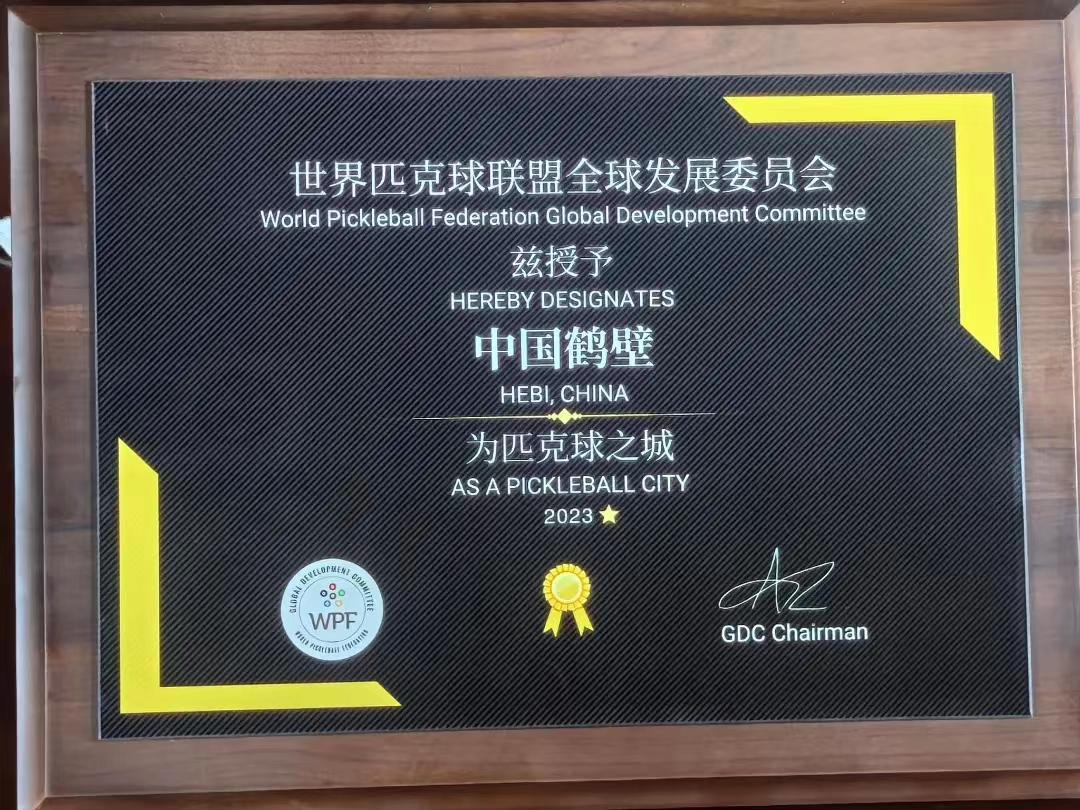 世界匹克球联盟全球发展委员会
World Pickleball Federation Global Development Committee
兹授予
HEREBY DESIGNATES
中国鹤壁
HEBI, CHINA
为匹克球之城
AS A PICKLEBALL CITY
2023
GLOBAL DEVELOPMENT COMMITTEE
WPF
WORLD PICKLEBALL FEDERATION
GDC Chairman